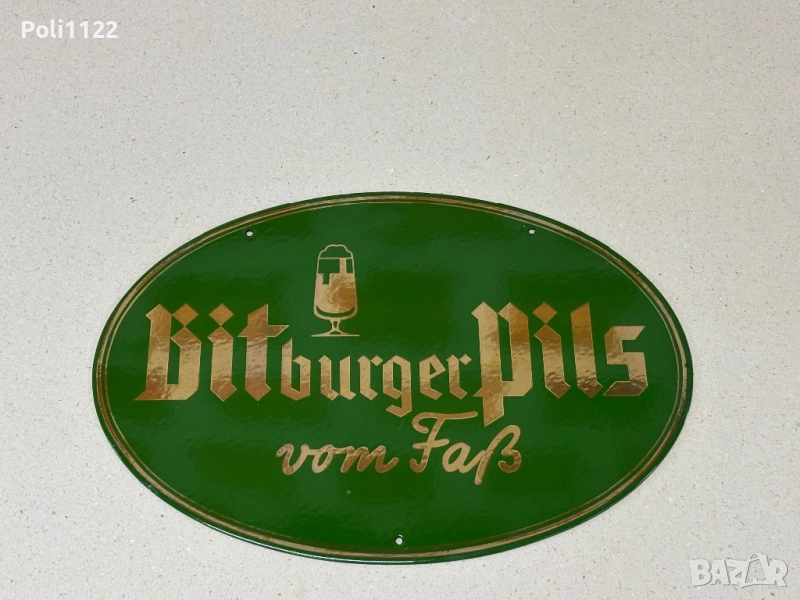 Poli1122
Bitburger Pils
vom Faß
BAZAR